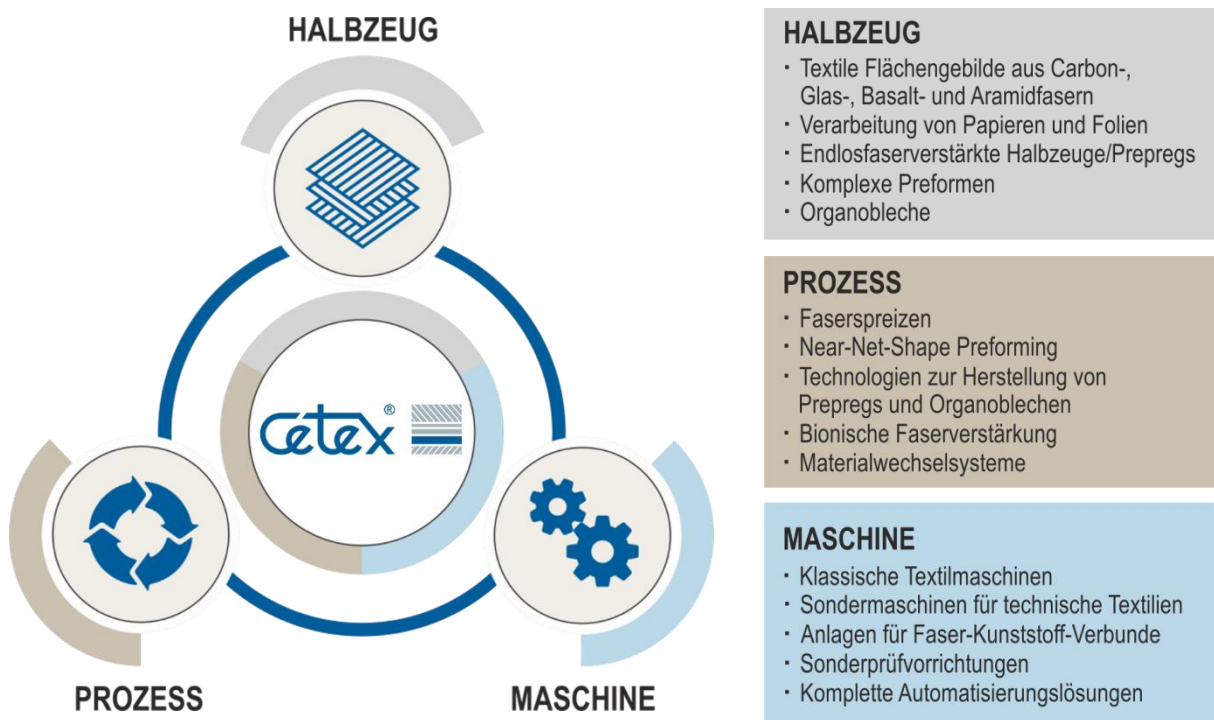 HALBZEUG
Cetex®
PROZESS
MASCHINE
HALBZEUG
· Textile Flächengebilde aus Carbon-,
Glas-, Basalt- und Aramidfasern
· Verarbeitung von Papieren und Folien
· Endlosfaserverstärkte Halbzeuge/Prepregs
· Komplexe Preformen
· Organobleche
PROZESS
· Faserspreizen
· Near-Net-Shape Preforming
· Technologien zur Herstellung von
Prepregs und Organoblechen
· Bionische Faserverstärkung
· Materialwechselsysteme
MASCHINE
· Klassische Textilmaschinen
· Sondermaschinen für technische Textilien
· Anlagen für Faser-Kunststoff-Verbunde
· Sonderprüfvorrichtungen
· Komplette Automatisierungslösungen